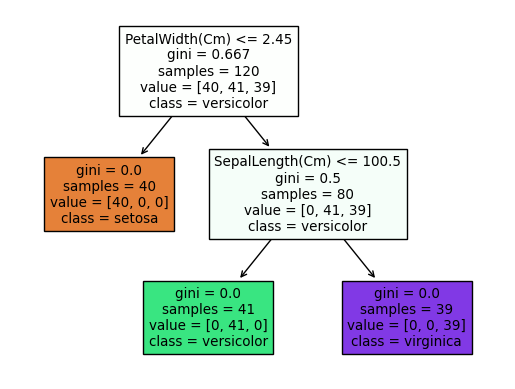 PetalWidth(Cm) <= 2.45
gini = 0.667
samples = 120
value = [40, 41, 39]
class = versicolor
gini = 0.0
samples = 40
value = [40, 0, 0]
class = setosa
SepalLength(Cm) <= 100.5
gini = 0.5
samples = 80
value = [0, 41, 39]
class = versicolor
gini = 0.0
samples = 41
value = [0, 41, 0]
class = versicolor
gini = 0.0
samples = 39
value = [0, 0, 39]
class = virginica